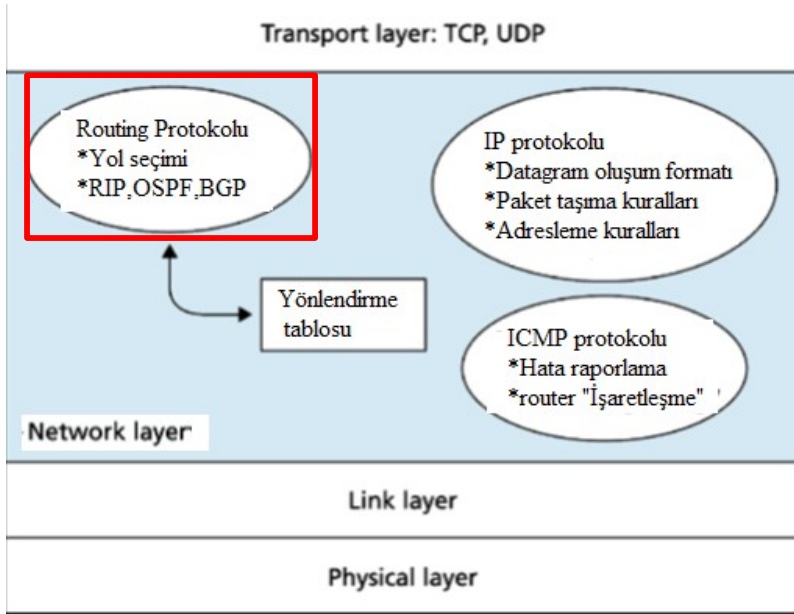 Transport layer: TCP, UDP
Routing Protokolu
*Yol seçimi
*RIP,OSPF,BGP
IP protokolu
*Datagram oluşum formatı
*Paket taşıma kuralları
*Adresleme kuralları
Yönlendirme
tablosu
ICMP protokolu
*Hata raporlama
*router "İşaretleşme"
Network layer
Link layer
Physical layer